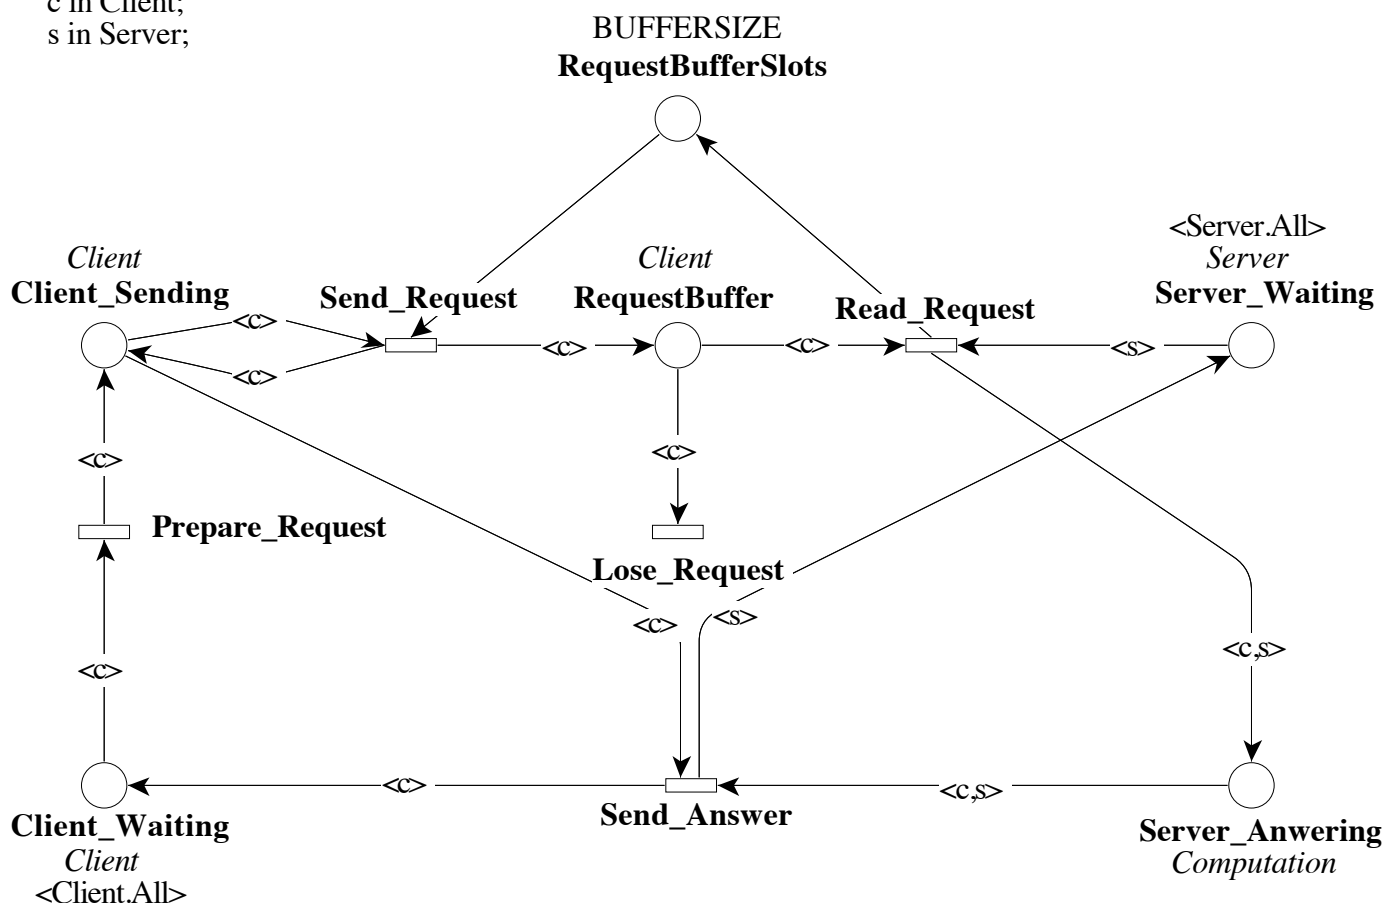 c in Client;
s in Server;
BUFFERSIZE
RequestBufferSlots
<Server.All>
Server
Server_Waiting
Client
Client_Sending
Send_Request
Client
RequestBuffer
Read_Request
<c>
<c>
<c>
<c>
<s>
<c>
<c>
Prepare_Request
Lose_Request
<c>
<s>
<c,s>
<c>
<c>
<c,s>
Send_Answer
Client_Waiting
Client
<Client.All>
Server_Anwering
Computation